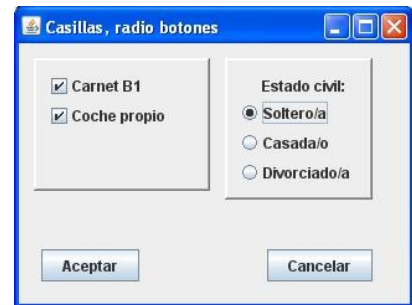 Casillas, radio botones
Carnet B1
Coche propio
Estado civil:
Soltero/a
Casada/o
Divorciado/a
Aceptar
Cancelar